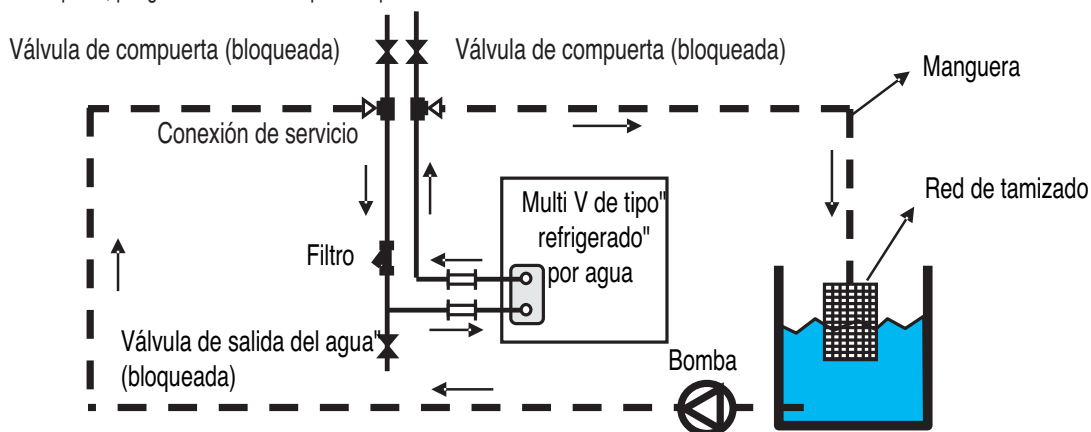 Válvula de compuerta (bloqueada)
Válvula de compuerta (bloqueada)
Manguera
Conexión de servicio
Multi V de tipo"
refrigerado"
por agua
Red de tamizado
Filtro
Válvula de salida del agua"
(bloqueada)
Bomba